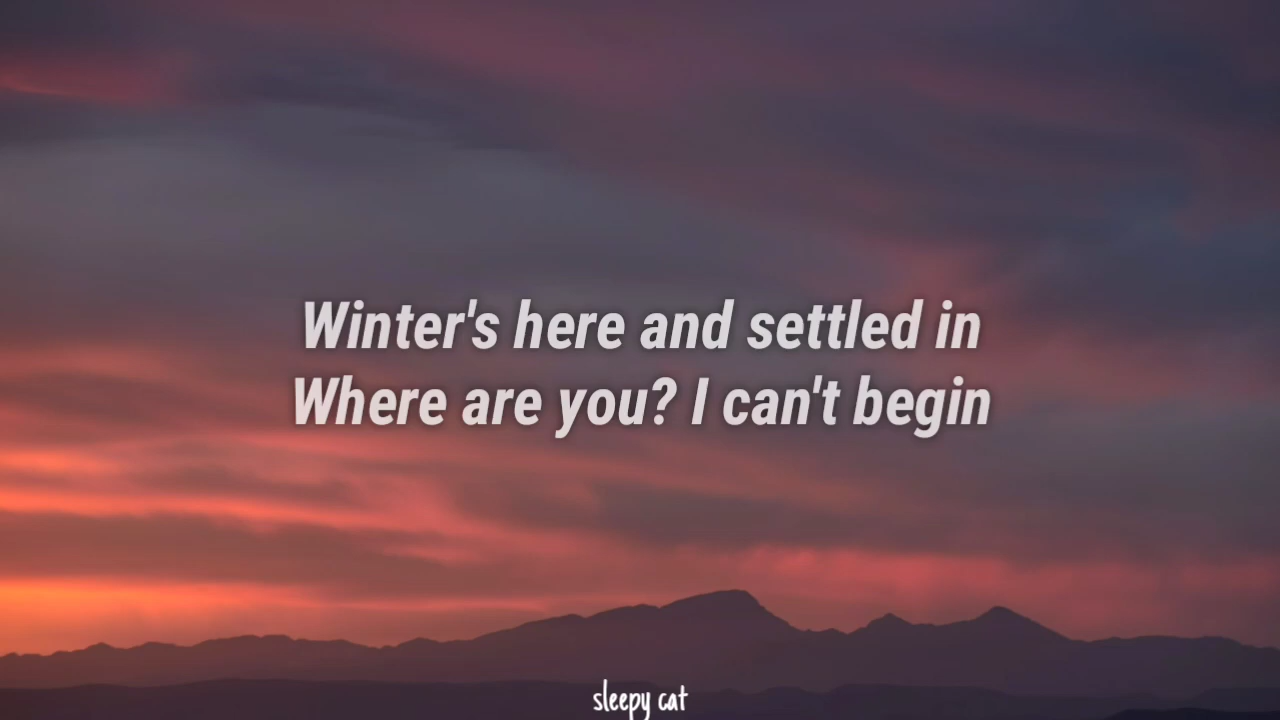 Winter's here and settled in
Where are you? I can't begin
sleepy cat